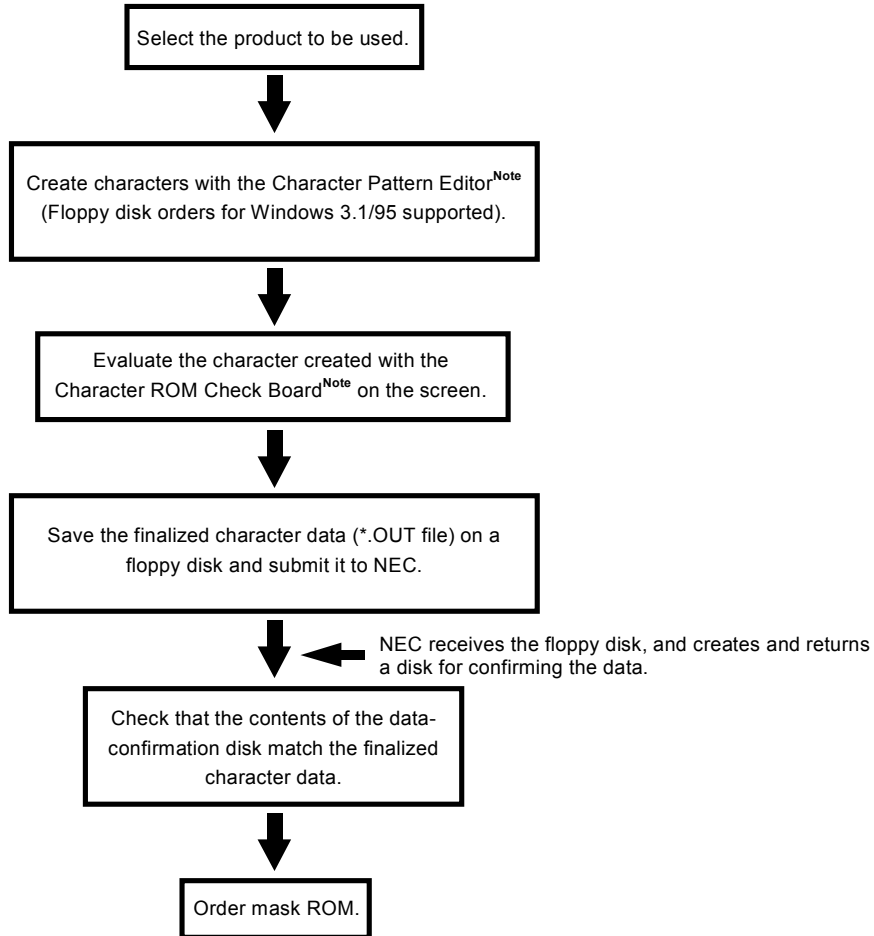 Select the product to be used.
Create characters with the Character Pattern EditorNote
(Floppy disk orders for Windows 3.1/95 supported).
Evaluate the character created with the
Character ROM Check BoardNote on the screen.
Save the finalized character data (*.OUT file) on a
floppy disk and submit it to NEC.
NEC receives the floppy disk, and creates and returns
a disk for confirming the data.
Check that the contents of the data-
confirmation disk match the finalized
character data.
Order mask ROM.